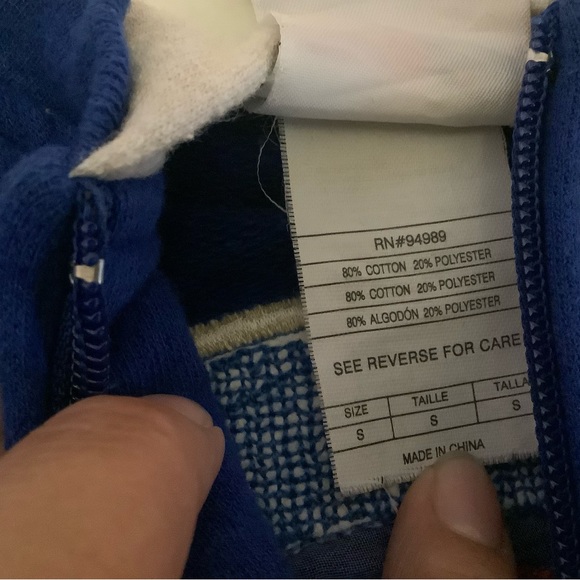 RN#94989
80% COTTON 20% POLYESTER
80% COTTON 20% POLYESTER
80% ALGODÓN 20% POLYESTER
SEE REVERSE FOR CARE
SIZE TAILLE TALLA
S S S
MADE IN CHINA